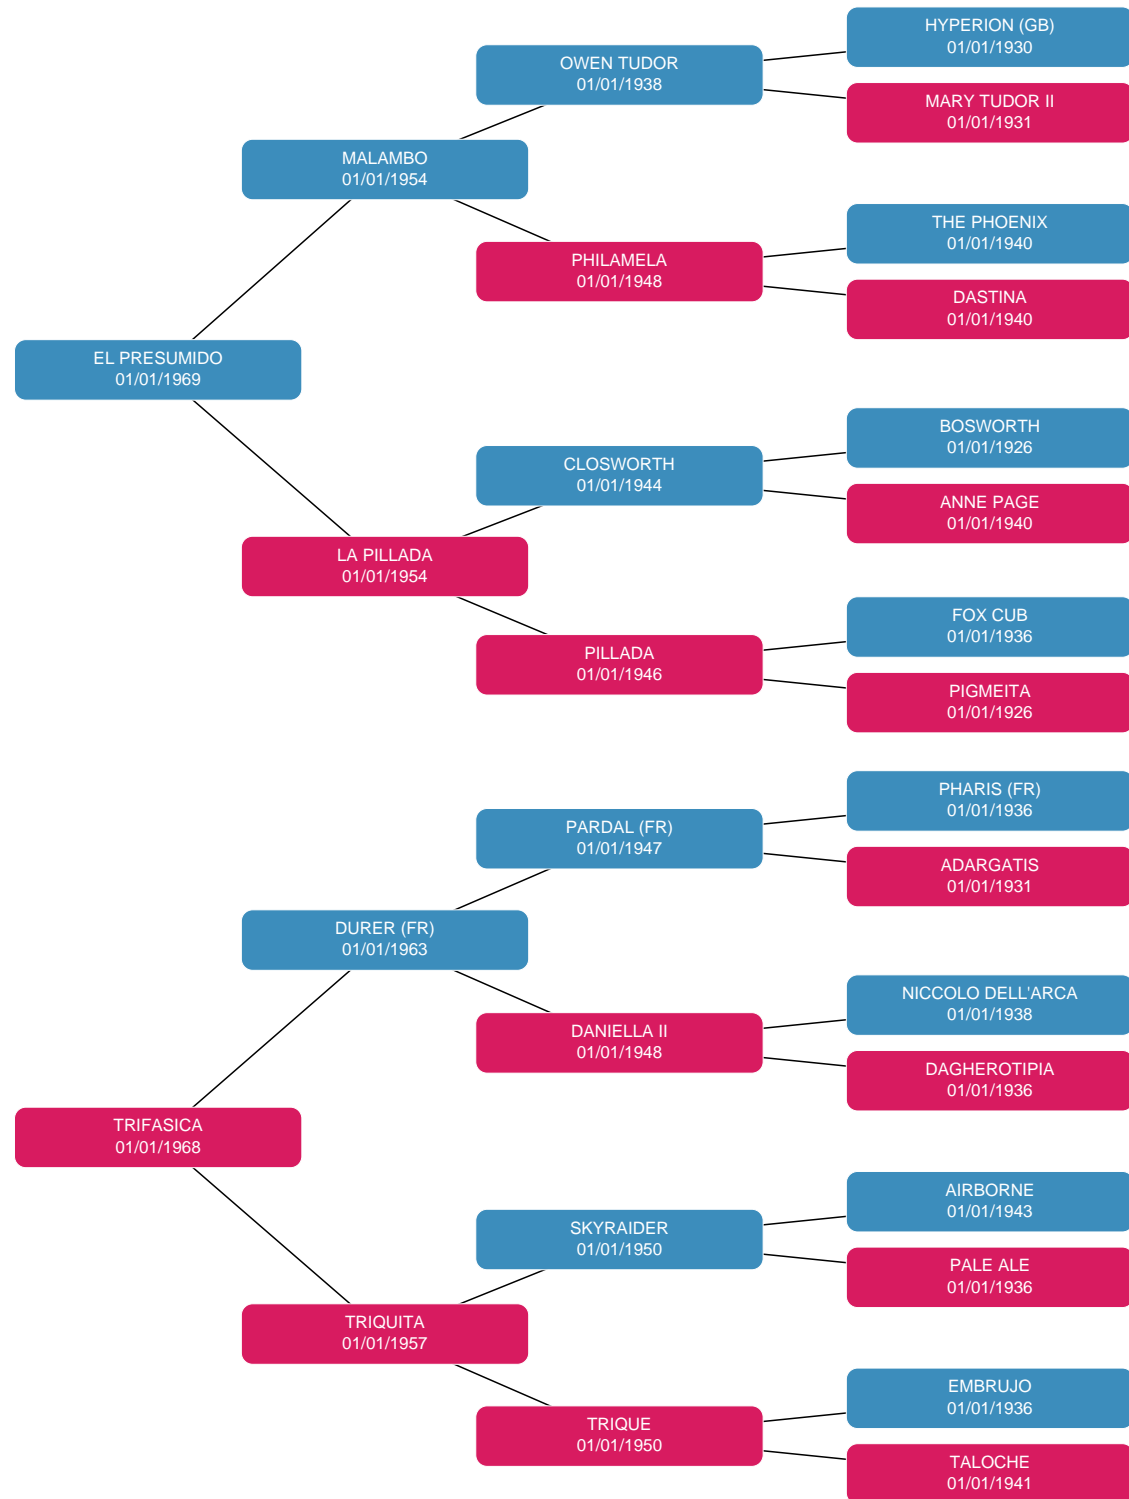 HYPERION (GB)
01/01/1930
OWEN TUDOR
01/01/1938
MARY TUDOR II
01/01/1931
MALAMBO
01/01/1954
THE PHOENIX
01/01/1940
PHILAMELA
01/01/1948
DASTINA
01/01/1940
EL PRESUMIDO
01/01/1969
BOSWORTH
01/01/1926
CLOSWORTH
01/01/1944
ANNE PAGE
01/01/1940
LA PILLADA
01/01/1954
FOX CUB
01/01/1936
PILLADA
01/01/1946
PIGMEITA
01/01/1926
PHARIS (FR)
01/01/1936
PARDAL (FR)
01/01/1947
ADARGATIS
01/01/1931
DURER (FR)
01/01/1963
NICCOLO DELL'ARCA
01/01/1938
DANIELLA II
01/01/1948
DAGHEROTIPIA
01/01/1936
TRIFASICA
01/01/1968
AIRBORNE
01/01/1943
SKYRAIDER
01/01/1950
PALE ALE
01/01/1936
TRIQUITA
01/01/1957
EMBRUJO
01/01/1936
TRIQUE
01/01/1950
TALOCHE
01/01/1941